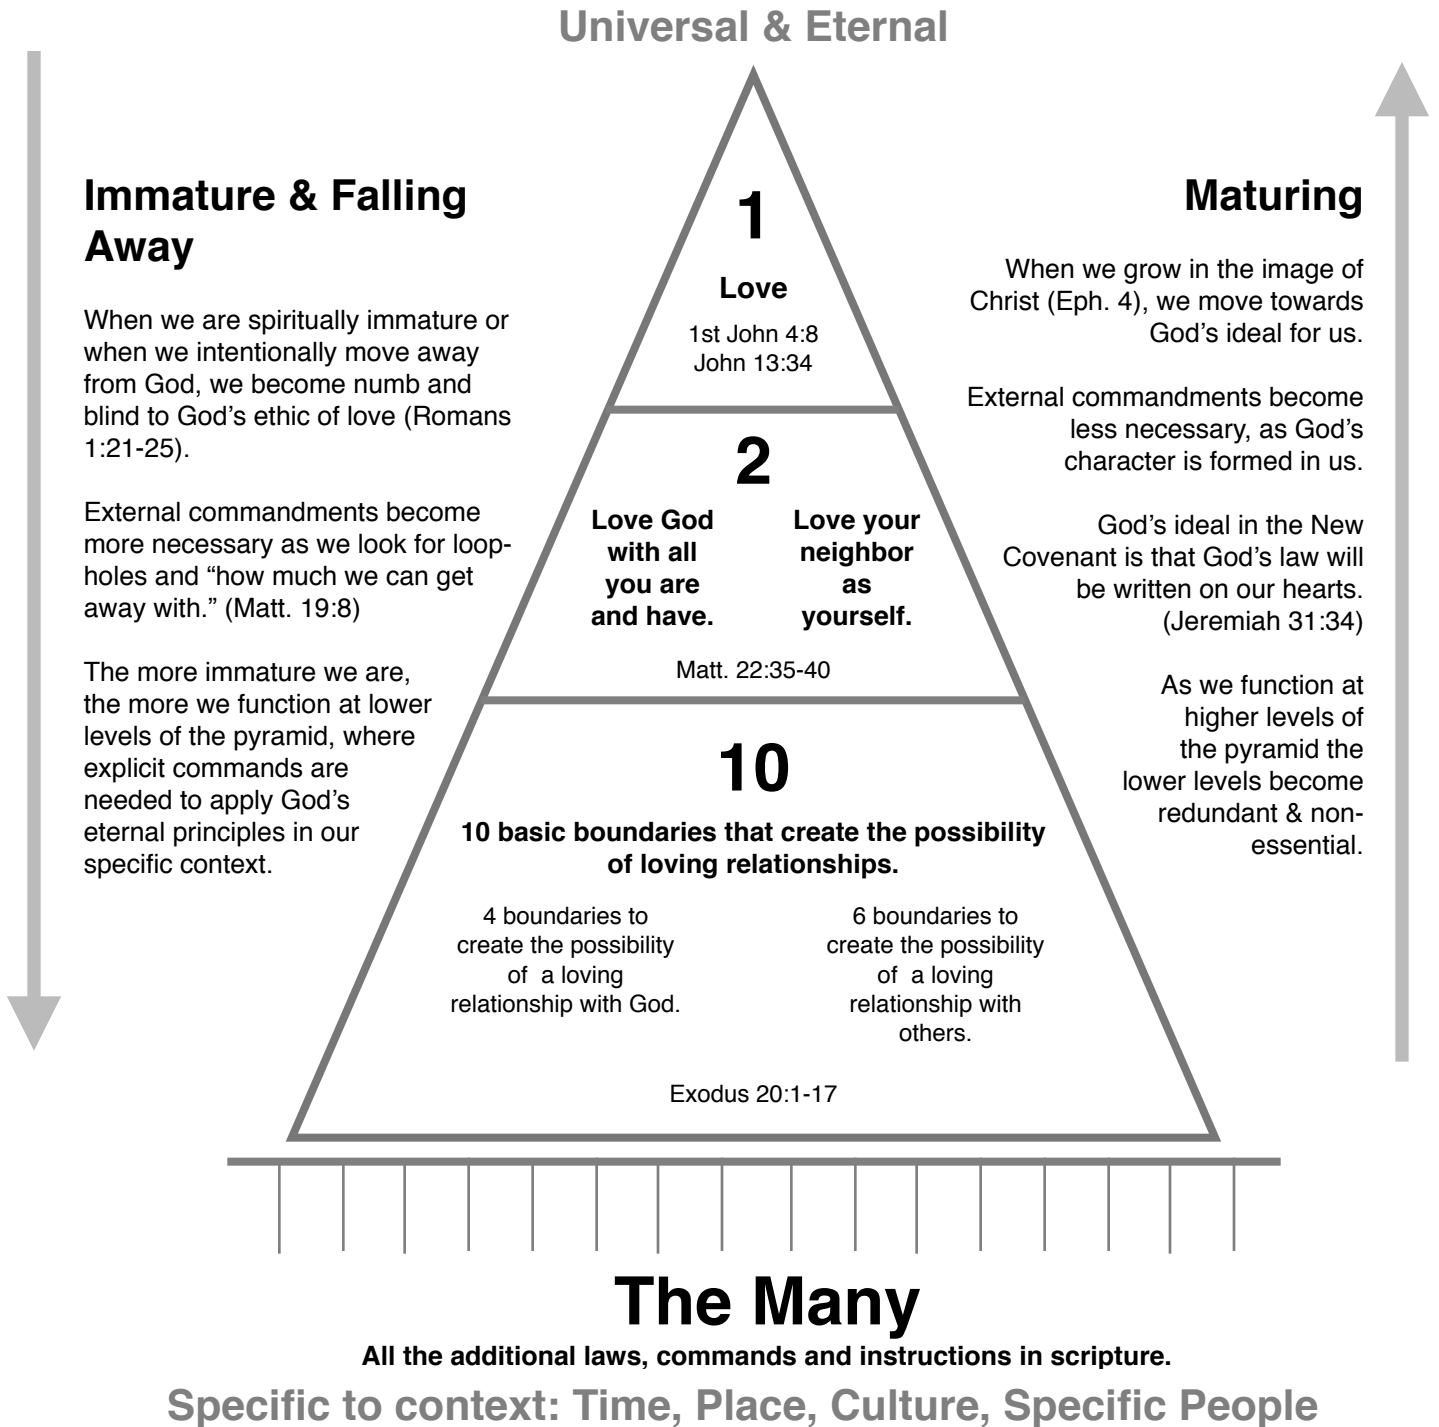 Universal & Eternal
Immature & Falling
Away
When we are spiritually immature or
when we intentionally move away
from God, we become numb and
blind to God's ethic of love (Romans
1:21-25).
External commandments become
more necessary as we look for loop-
holes and “how much we can get
away with.” (Matt. 19:8)
The more immature we are,
the more we function at lower
levels of the pyramid, where
explicit commands are
needed to apply God's
eternal principles in our
specific context.
1
Love
1st John 4:8
John 13:34
2
Love God
with all
you are
and have.
Love your
neighbor
as
yourself.
Matt. 22:35-40
10
10 basic boundaries that create the possibility
of loving relationships.
4 boundaries to
create the possibility
of a loving
relationship with God.
6 boundaries to
create the possibility
of a loving
relationship with
others.
Exodus 20:1-17
Maturing
When we grow in the image of
Christ (Eph. 4), we move towards
God's ideal for us.
External commandments become
less necessary, as God's
character is formed in us.
God's ideal in the New
Covenant is that God's law will
be written on our hearts.
(Jeremiah 31:34)
As we function at
higher levels of
the pyramid the
lower levels become
redundant & non-
essential.
The Many
All the additional laws, commands and instructions in scripture.
Specific to context: Time, Place, Culture, Specific People